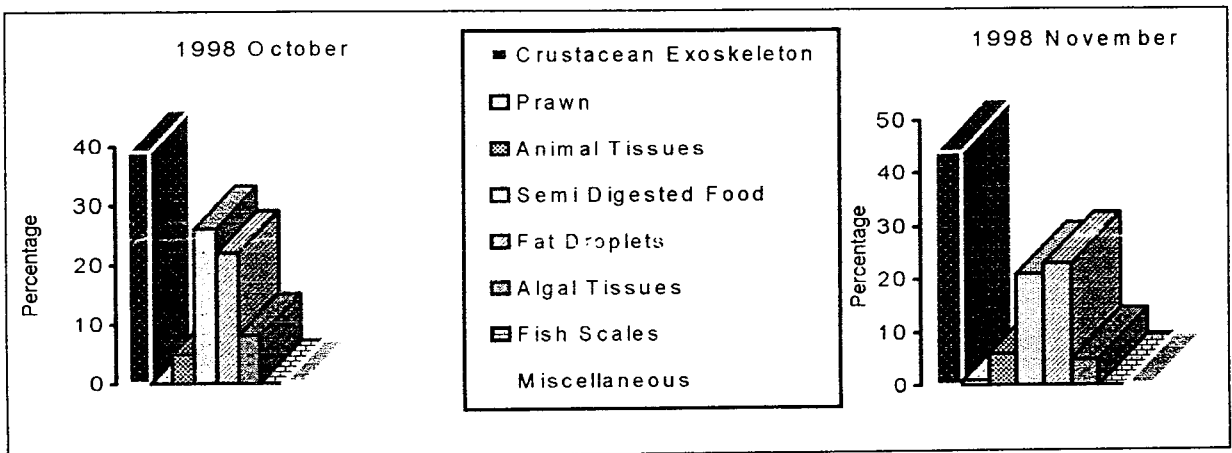 1998 October
Percentage
40
30
20
10
0
Crustacean Exoskeleton
Prawn
Animal Tissues
Semi Digested Food
Fat Droplets
Algal Tissues
Fish Scales
Miscellaneous
1998 November
Percentage
50
40
30
20
10
0